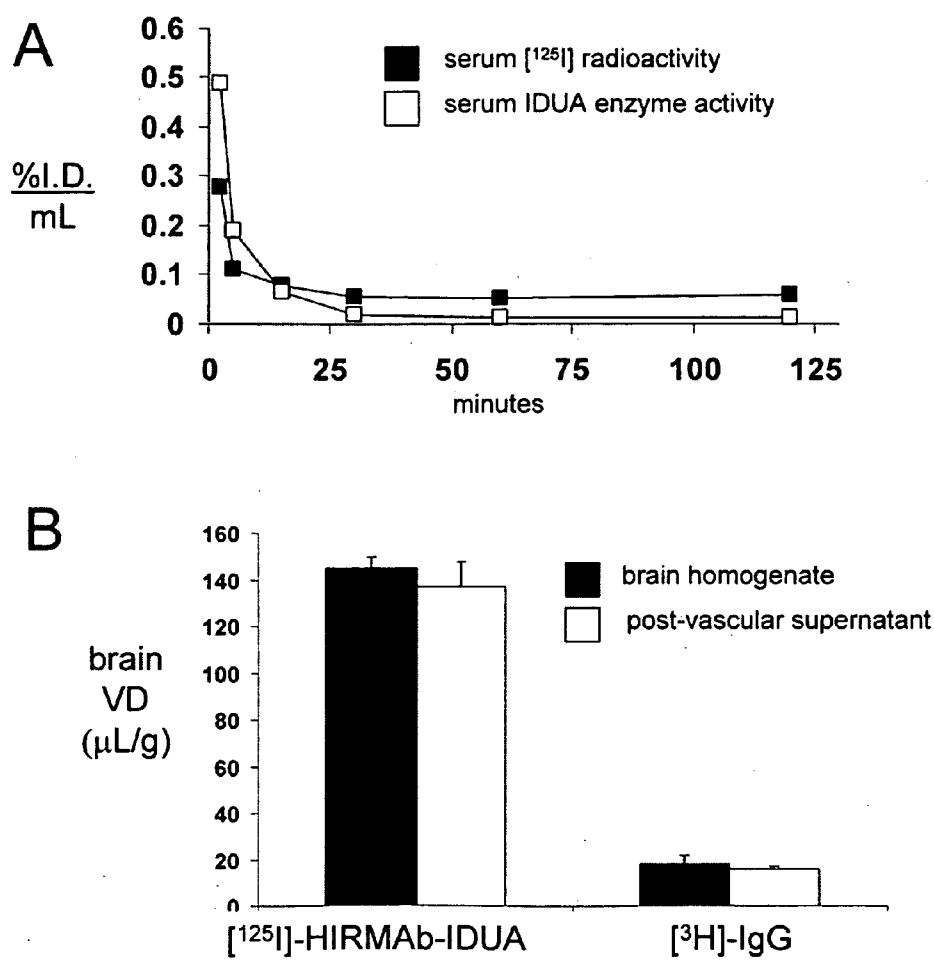 A
0.6
0.5
0.4
0.3
0.2
0.1
0
%I.D.
mL
serum [¹²⁵I] radioactivity
serum IDUA enzyme activity
0 25 50 75 100 125
minutes
B
160
140
120
100
80
60
40
20
0
brain
VD
(μL/g)
brain homogenate
post-vascular supernatant
[¹²⁵I]-HIRMAb-IDUA [³H]-IgG